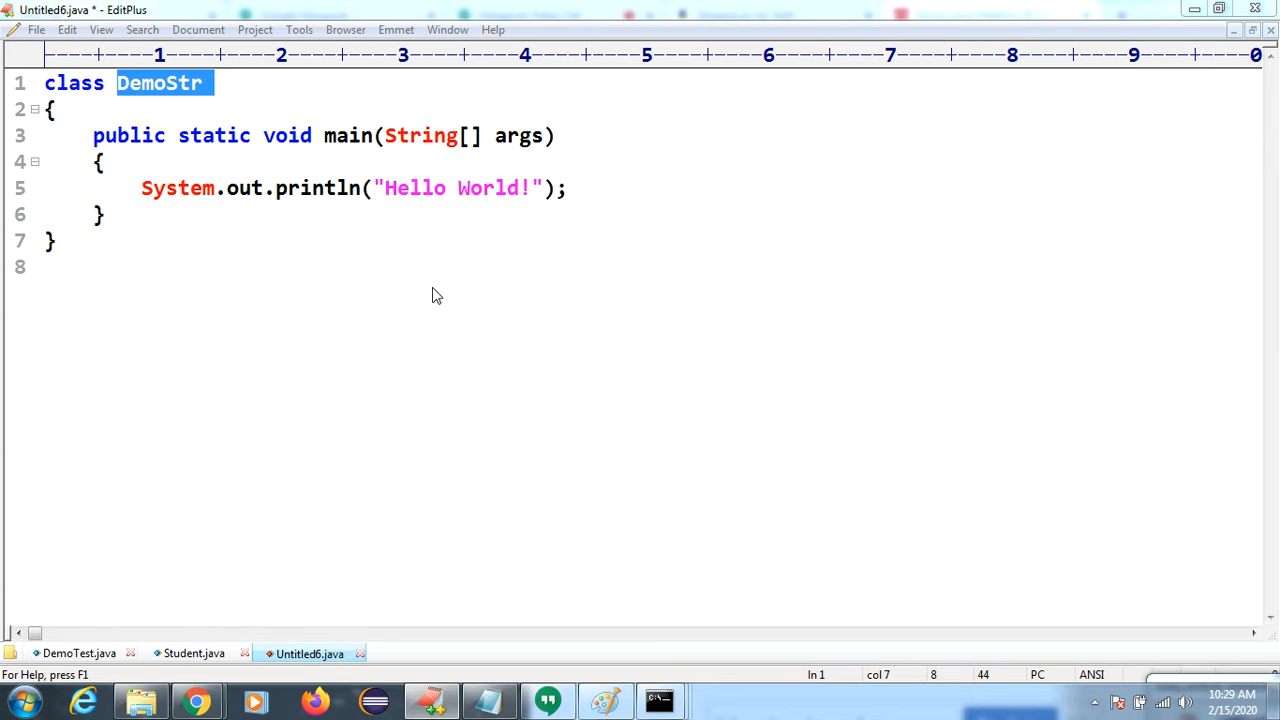 Untitled6.java * - EditPlus
File Edit View Search Document Project Tools Browser Emmet Window Help
----+----1----+----2----+----3----+----4----+----5----+----6----+----7----+----8----+----9----+----0
1 class DemoStr
2 {
3 public static void main(String[] args)
4 {
5 System.out.println("Hello World!");
6 }
7 }
8
DemoTest.java Student.java Untitled6.java
For Help, press F1 ln 1 col 7 8 44 PC ANSI
10:29 AM
2/15/2020